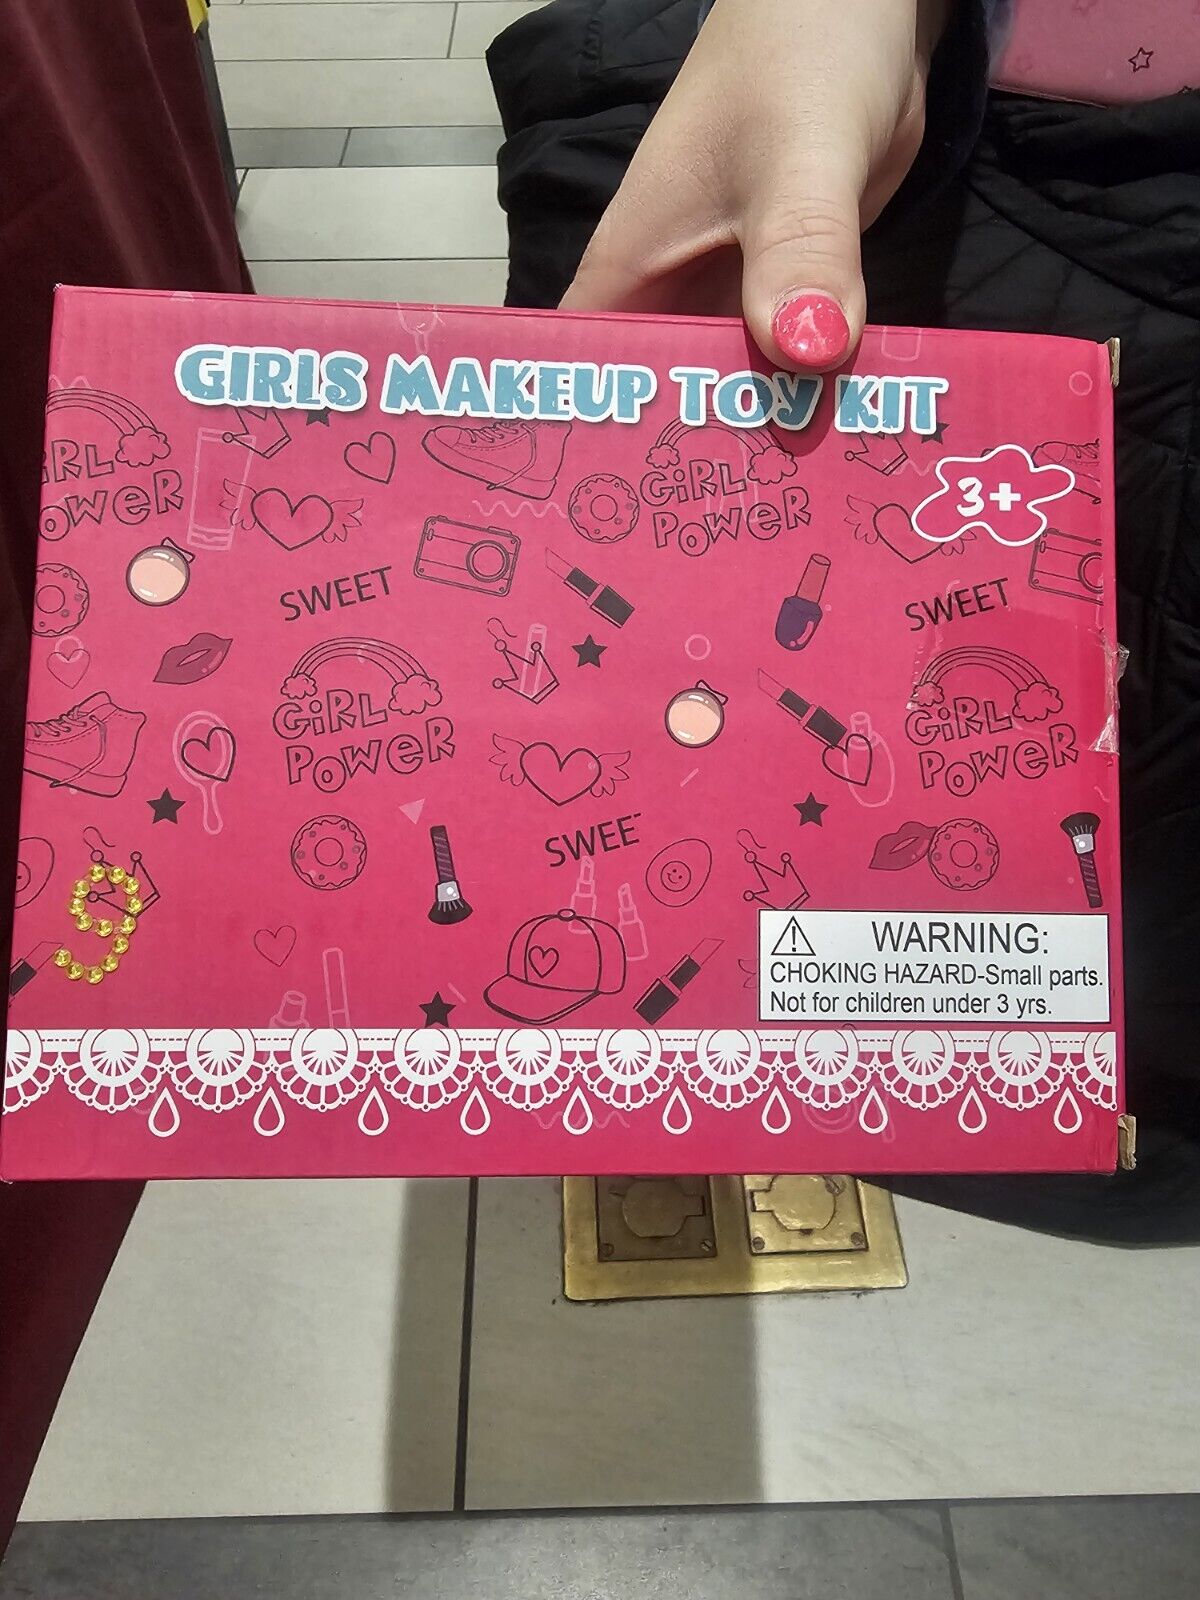 GIRLS MAKEUP TOY KIT
3+
GIRL
POWER
GIRL
POWER
SWEET
SWEET
GIRL
POWER
GIRL
POWER
SWEE
9
WARNING:
CHOKING HAZARD-Small parts.
Not for children under 3 yrs.